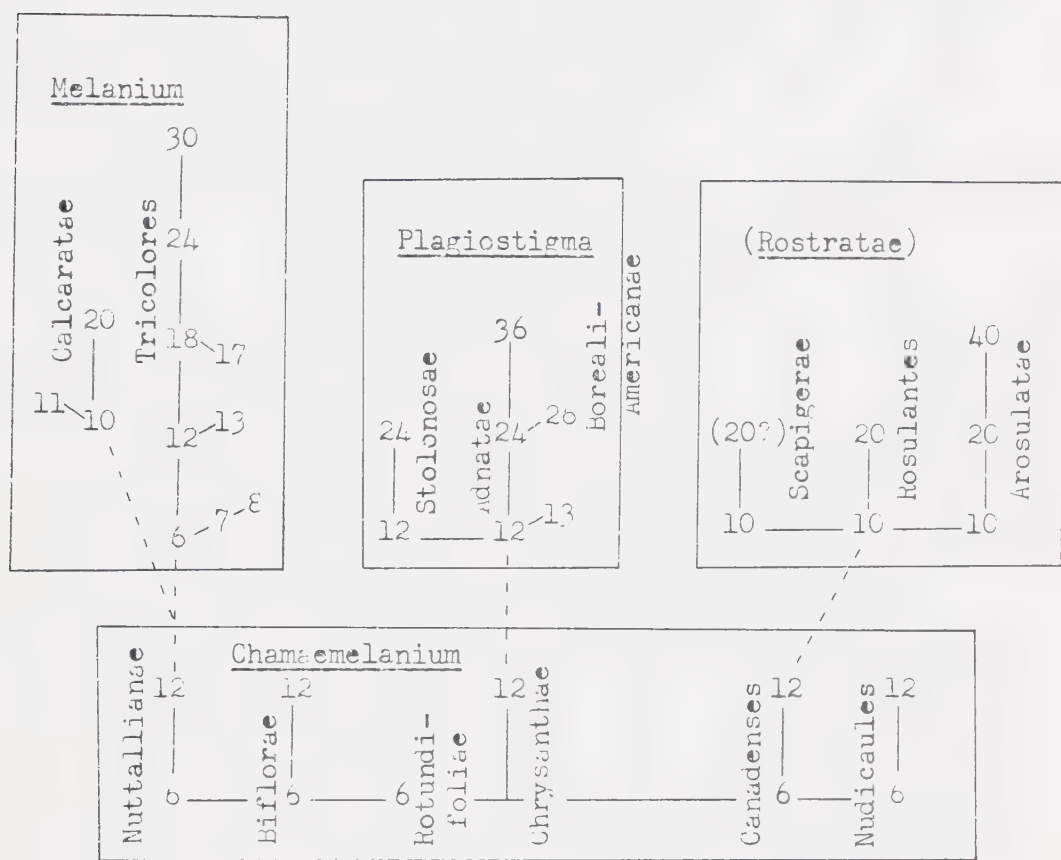 Melanium
30
Calcaratae
Tricolores
24
20
18
17
11
10
12
13
6
7
8
Plagiostigma
36
Boreali-
Americanae
24
Stolonosae
Adnatae
24
26
12
12
13
(Rostratae)
40
(20?)
Scapigerae
20
Rosulantes
20
Arosulatae
10
10
10
Chamaemelanium
Nuttallianae
12
Biflorae
12
Rotundi-
foliae
12
Chrysanthae
Canadenses
12
Nudicaules
12
6
6
6
6
6